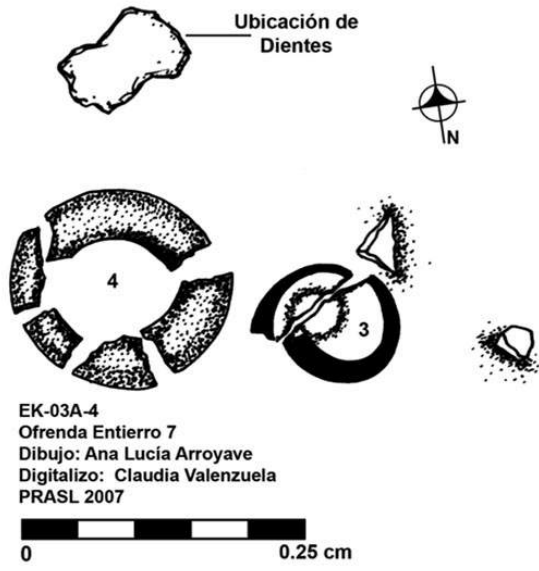 Ubicación de
Dientes
N
4
3
EK-03A-4
Ofrenda Entierro 7
Dibujo: Ana Lucía Arroyave
Digitalizo: Claudia Valenzuela
PRASL 2007
0 0.25 cm